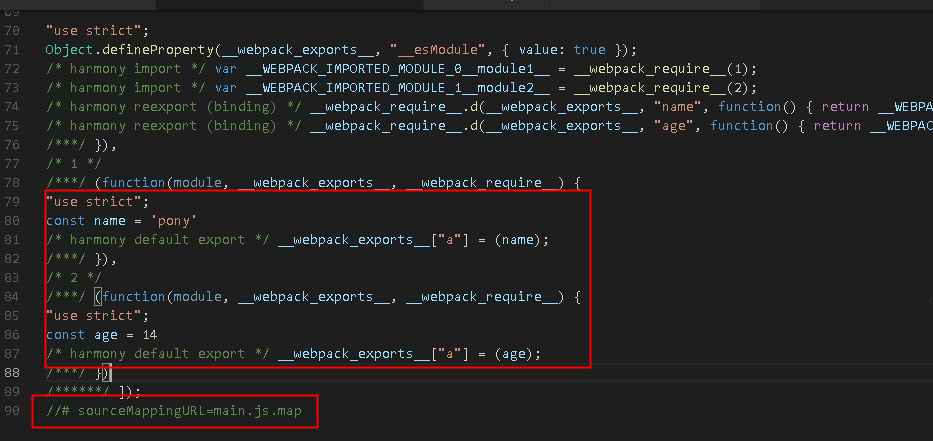 69
70 "use strict";
71 Object.defineProperty(__webpack_exports__, "__esModule", { value: true });
72 /* harmony import */ var __WEBPACK_IMPORTED_MODULE_0__module1__ = __webpack_require__(1);
73 /* harmony import */ var __WEBPACK_IMPORTED_MODULE_1__module2__ = __webpack_require__(2);
74 /* harmony reexport (binding) */ __webpack_require__.d(__webpack_exports__, "name", function() { return __WEBPA
75 /* harmony reexport (binding) */ __webpack_require__.d(__webpack_exports__, "age", function() { return __WEBPAC
76 /***/ }),
77 /* 1 */
78 /***/ (function(module, __webpack_exports__, __webpack_require__) {
79 "use strict";
80 const name = 'pony'
81 /* harmony default export */ __webpack_exports__["a"] = (name);
82 /***/ }),
83 /* 2 */
84 /***/ (function(module, __webpack_exports__, __webpack_require__) {
85 "use strict";
86 const age = 14
87 /* harmony default export */ __webpack_exports__["a"] = (age);
88 /***/ })
89 /******/ ]);
90 //# sourceMappingURL=main.js.map